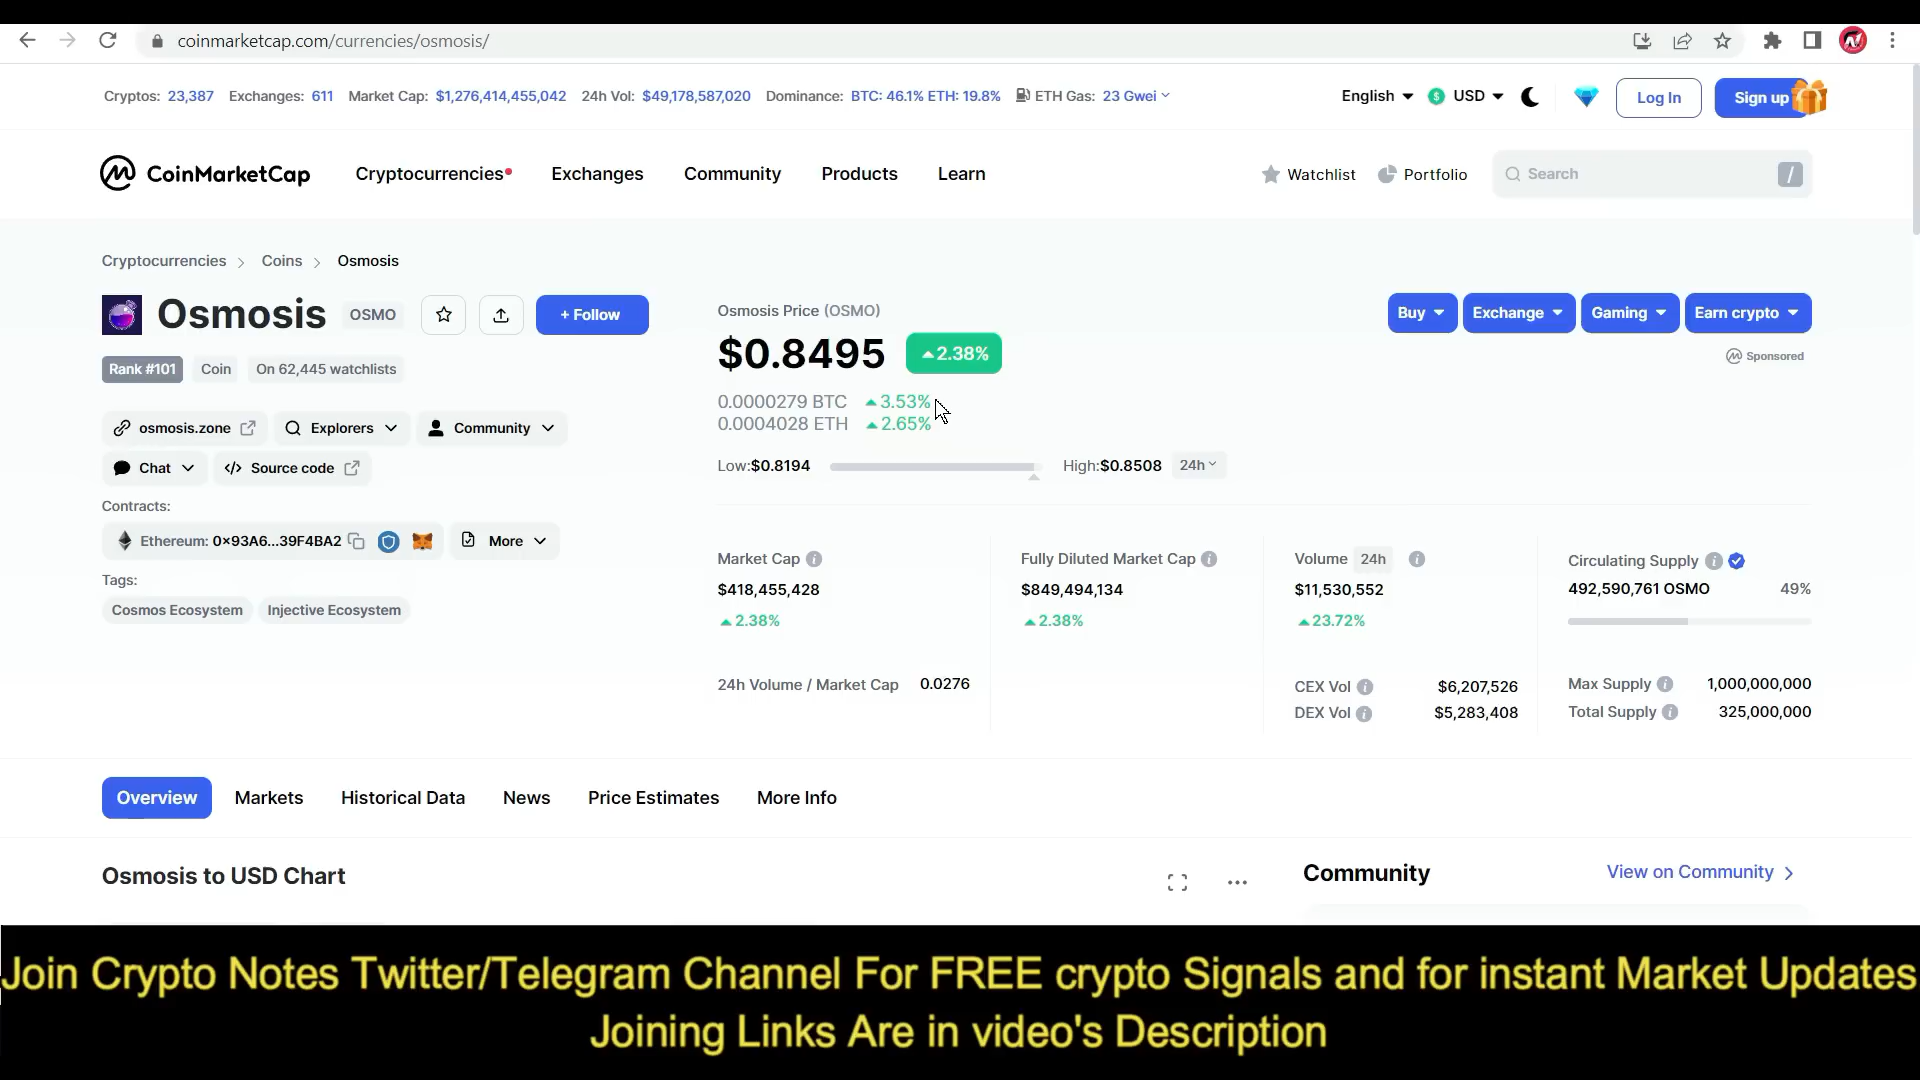 coinmarketcap.com/currencies/osmosis/
Cryptos: 23,387 Exchanges: 611 Market Cap: $1,276,414,455,042 24h Vol: $49,178,587,020 Dominance: BTC: 46.1% ETH: 19.8% ETH Gas: 23 Gwei
English USD Log In Sign up
CoinMarketCap Cryptocurrencies Exchanges Community Products Learn Watchlist Portfolio Search /
Cryptocurrencies Coins Osmosis
Osmosis OSMO + Follow
Rank #101 Coin On 62,445 watchlists
osmosis.zone Explorers Community
Chat Source code
Contracts:
Ethereum: 0x93A6...39F4BA2 More
Tags:
Cosmos Ecosystem Injective Ecosystem
Osmosis Price (OSMO)
$0.8495 2.38%
0.0000279 BTC 3.53%
0.0004028 ETH 2.65%
Low:$0.8194 High:$0.8508 24h
Buy Exchange Gaming Earn crypto
Sponsored
Market Cap
$418,455,428
2.38%
24h Volume / Market Cap 0.0276
Fully Diluted Market Cap
$849,494,134
2.38%
Volume 24h
$11,530,552
23.72%
CEX Vol $6,207,526
DEX Vol $5,283,408
Circulating Supply
492,590,761 OSMO 49%
Max Supply 1,000,000,000
Total Supply 325,000,000
Overview Markets Historical Data News Price Estimates More Info
Osmosis to USD Chart
Community View on Community
Join Crypto Notes Twitter/Telegram Channel For FREE crypto Signals and for instant Market Updates
Joining Links Are in video's Description